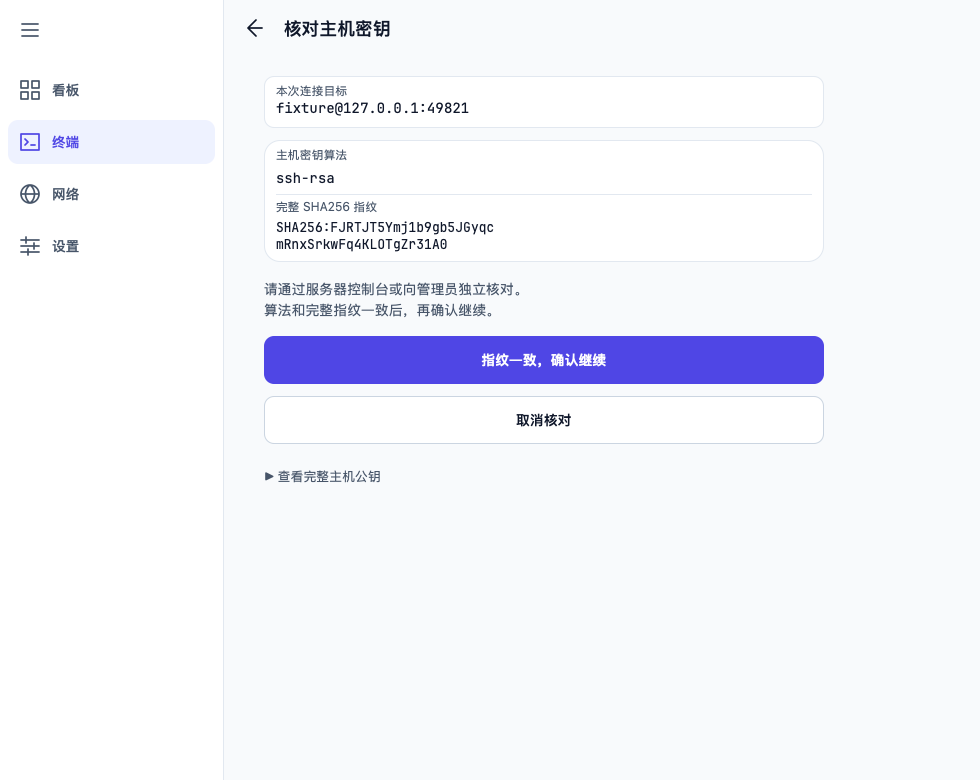 核对主机密钥
看板
终端
网络
设置
本次连接目标
fixture@127.0.0.1:49821
主机密钥算法
ssh-rsa
完整 SHA256 指纹
SHA256:FJRTJT5Ymj1b9gb5JGyqc
mRnxSrkwFq4KLOTgZr31A0
请通过服务器控制台或向管理员独立核对。
算法和完整指纹一致后，再确认继续。
指纹一致，确认继续
取消核对
▶ 查看完整主机公钥